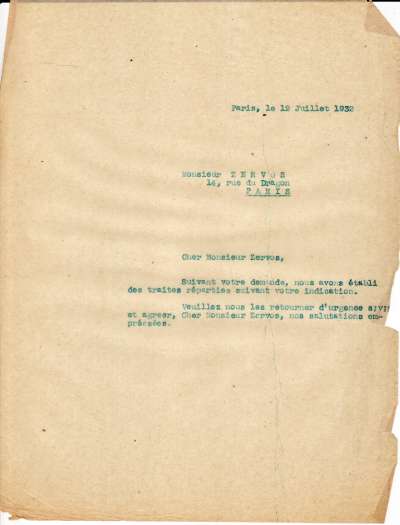 Paris, le 12 Juillet 1932
Monsieur Z E R V O S
14, rue du Dragon
P A R I S
Cher Monsieur Zervos,
Suivant votre demande, nous avons établi
des traites réparties suivant votre indication.
Veuillez nous les retourner d'urgence s;v;p
et agréer, Cher Monsieur Zervos, nos salutations em-
préssées.